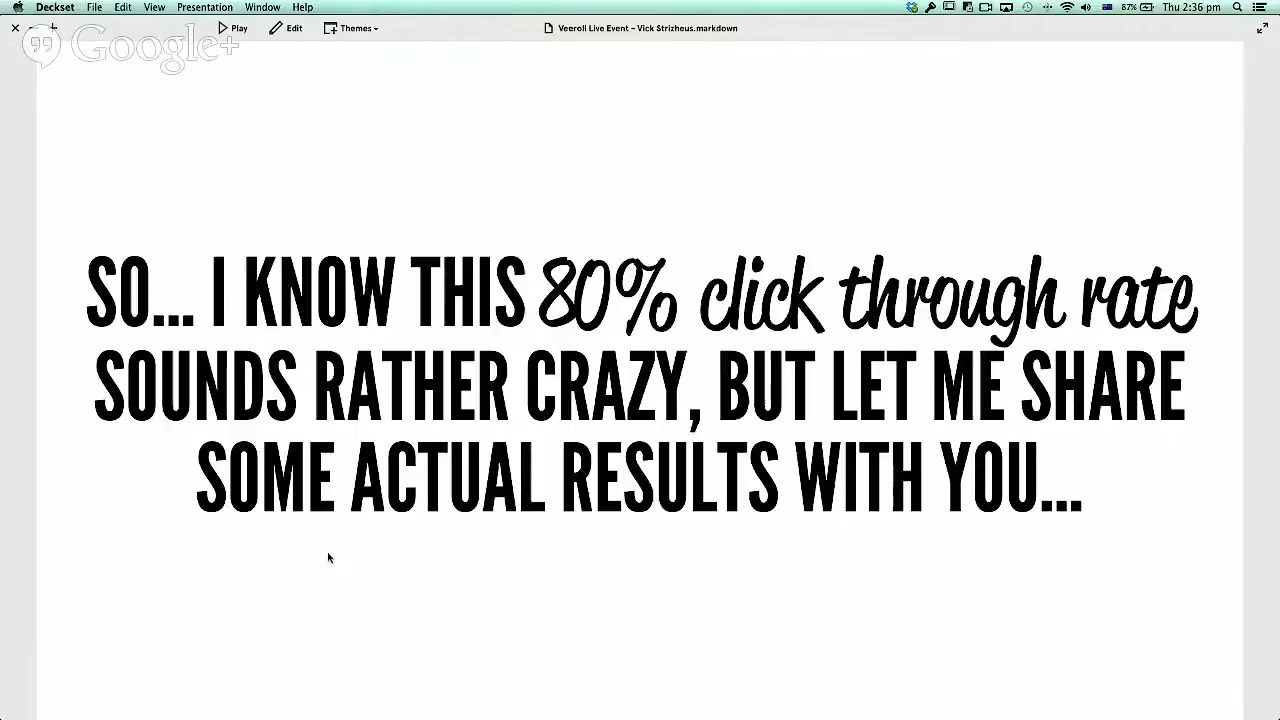 Deckset File Edit View Presentation Window Help 87% Thu 2:36 pm
Play Edit Themes Veeroll Live Event – Vick Strizheus.markdown
Google+
SO... I KNOW THIS 80% click through rate
SOUNDS RATHER CRAZY, BUT LET ME SHARE
SOME ACTUAL RESULTS WITH YOU...